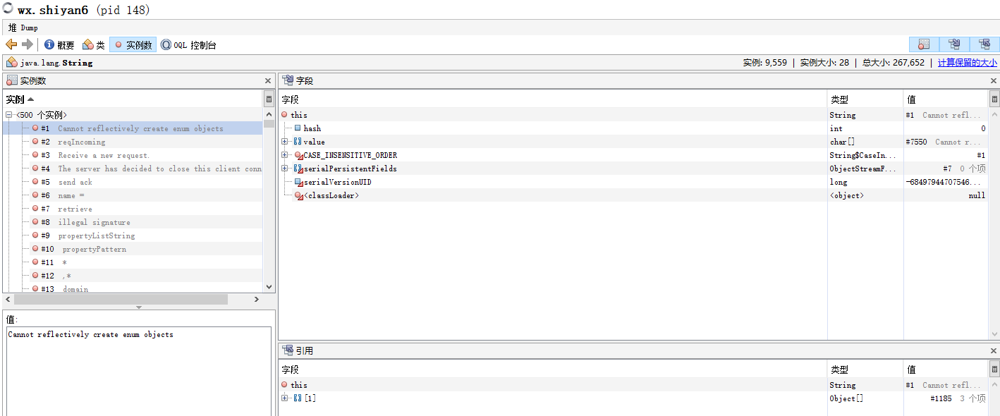 wx.shiyan6 (pid 148)
堆 Dump
概要 类 实例数 OQL 控制台
java.lang.String 实例: 9,559 | 实例大小: 28 | 总大小: 267,652 | 计算保留的大小
实例数
实例
<500 个实例>
#1 Cannot reflectively create enum objects
#2 reqIncoming
#3 Receive a new request.
#4 The server has decided to close this client conn
#5 send ack
#6 name =
#7 retrieve
#8 illegal signature
#9 propertyListString
#10 propertyPattern
#11 *
#12 ,*
#13 domain
值:
Cannot reflectively create enum objects
字段
字段 类型 值
this String #1 Cannot refl...
hash int 0
value char[] #7550 Cannot r...
CASE_INSENSITIVE_ORDER String$CaseIn... #1
serialPersistentFields ObjectStreamF... #7 0 个项
serialVersionUID long -68497944707546...
<classLoader> <object> null
引用
字段 类型 值
this String #1 Cannot refl...
[1] Object[] #1185 3 个项